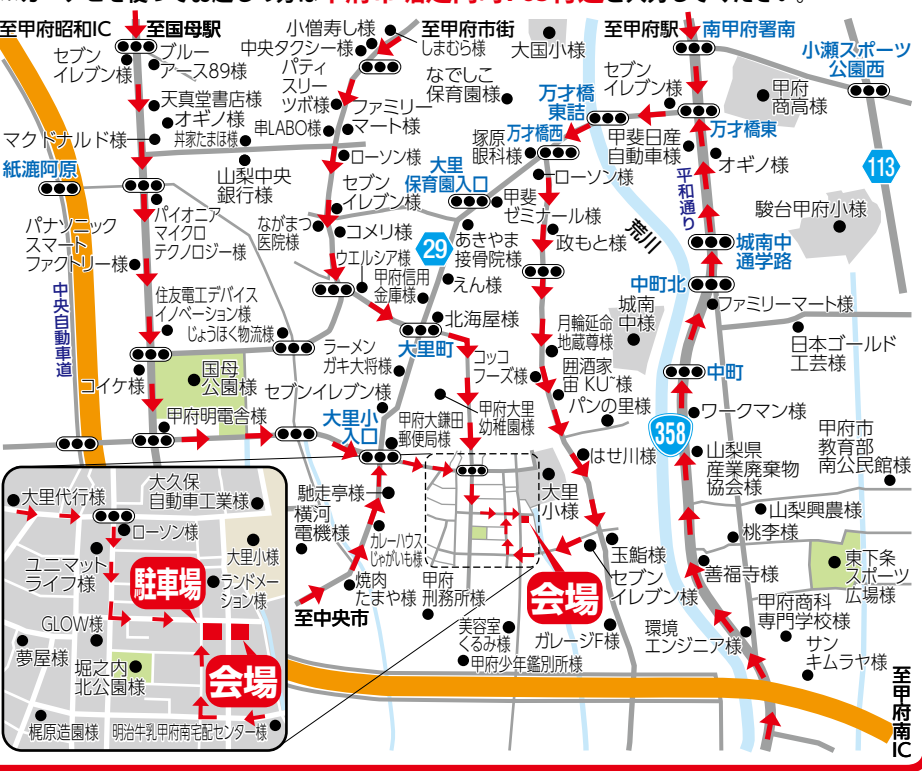 至甲府昭和IC
至国母駅
セブン
イレブン様
ブルー
アース89様
天真堂書店様
オギノ様
丼家たまほ様
マクドナルド様
紙漉阿原
山梨中央
銀行様
パナソニック
スマート
ファクトリー様
パイオニア
マイクロ
テクノロジー様
中央自動車道
住友電工デバイス
イノベーション様
じょうほく物流様
コイケ様
国母
公園様
甲府明電舎様
小僧寿し様
中央タクシー様
パティ
スリー
ツボ様
串LABO様
至甲府市街
しまむら様
ファミリー
マート様
ローソン様
セブン
イレブン様
ながまつ
医院様
コメリ様
ウエルシア様
甲府信用
金庫様
なでしこ
保育園様
大国小様
塚原
眼科様
大里
保育園入口
29
あきやま
接骨院様
えん様
北海屋様
大里町
ラーメン
ガキ大将様
セブンイレブン様
大里小
入口
甲府大鎌田
郵便局様
コッコ
フーズ様
甲府大里
幼稚園様
万才橋
東詰
万才橋西
ローソン様
甲斐
ゼミナール様
政もと様
月輪延命
地蔵尊様
囲酒家
宙 KU~様
パンの里様
はせ川様
大里
小様
至甲府駅
南甲府署南
セブン
イレブン様
甲斐日産
自動車様
万才橋東
オギノ様
甲府
商高様
小瀬スポーツ
公園西
113
平和通り
荒川
駿台甲府小様
城南中
通学路
中町北
ファミリーマート様
城南
中様
日本ゴールド
工芸様
中町
ワークマン様
358
山梨県
産業廃棄物
協会様
甲府市
教育部
南公民館様
山梨興農様
桃李様
善福寺様
東下条
スポーツ
広場様
甲府商科
専門学校様
環境
エンジニア様
サン
キムラヤ様
至甲府南IC
馳走亭様
横河
電機様
カレーハウス
じゃがいも様
焼肉
たまや様
至中央市
甲府
刑務所様
会場
玉鮨様
セブン
イレブン様
ガレージF様
美容室
くるみ様
甲府少年鑑別所様
大里代行様
大久保
自動車工業様
ローソン様
ユニマット
ライフ様
大里小様
駐車場
ランドメー
ション様
GLOW様
夢屋様
堀之内
北公園様
会場
梶原造園様
明治牛乳甲府南宅配センター様